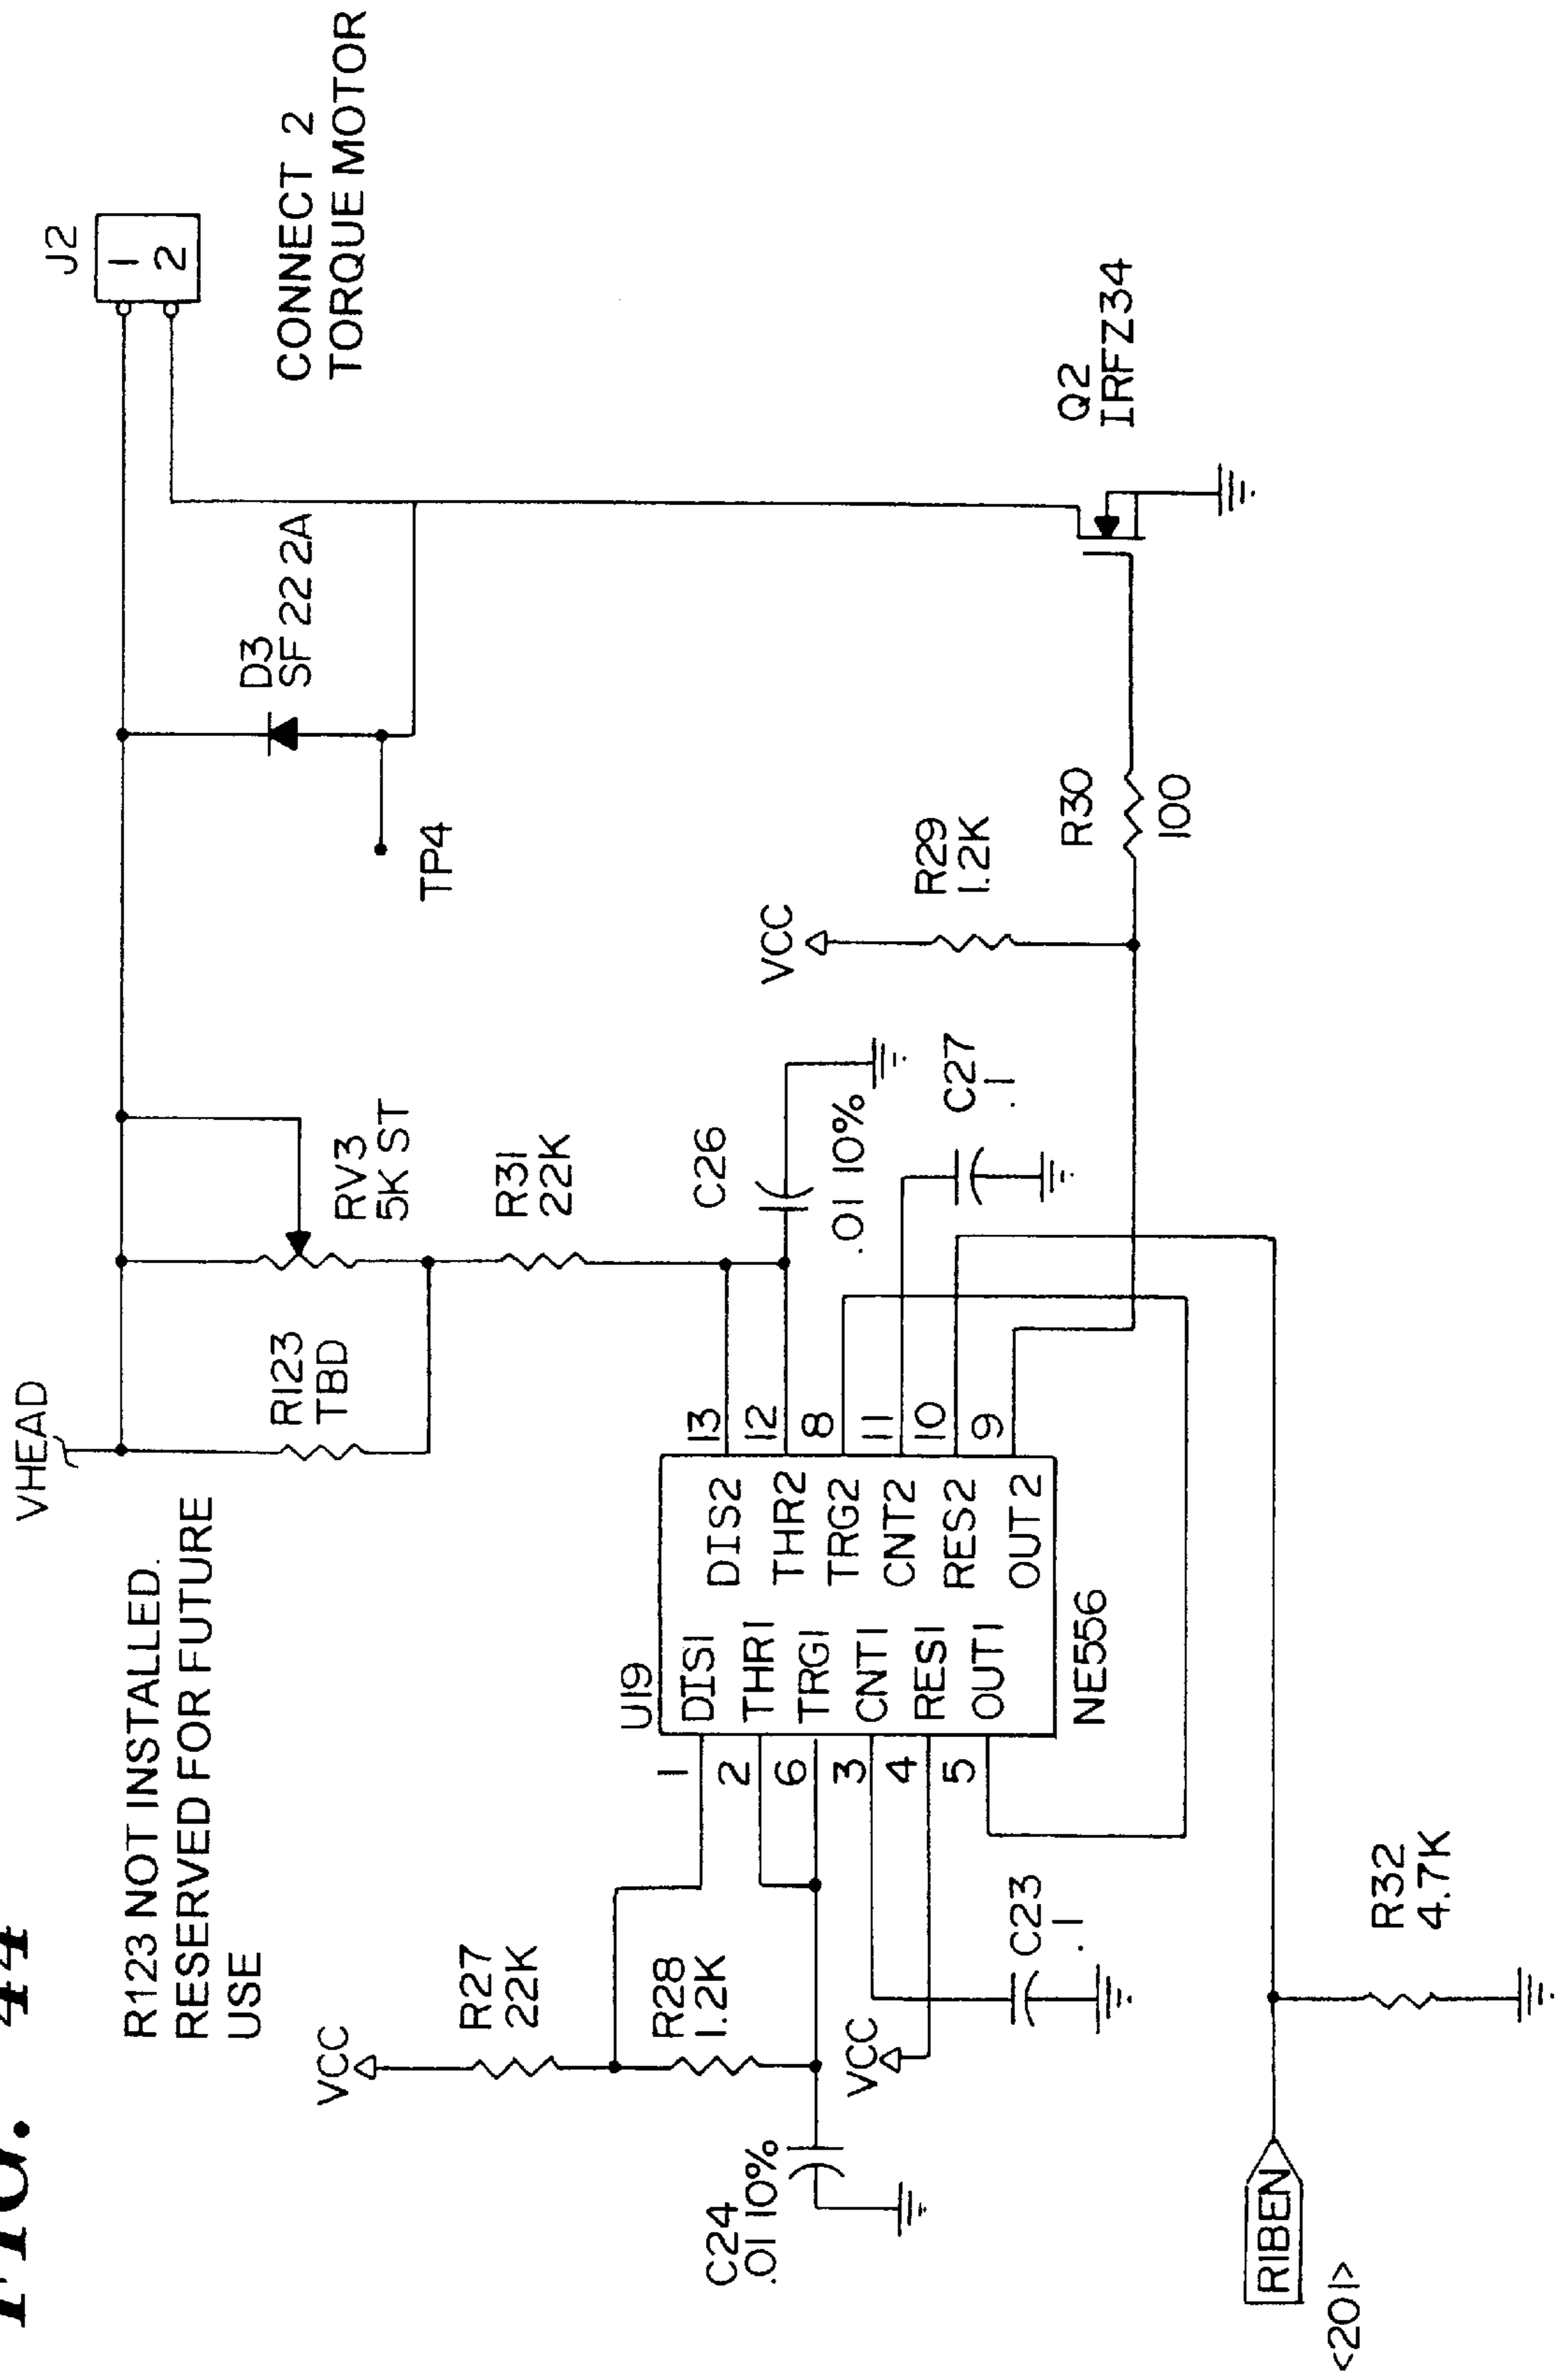 FIG. 44
R123 NOT INSTALLED.
RESERVED FOR FUTURE
USE
VHEAD
R123
TBD
RV3
5K ST
D3
SF22 2A
TP4
J2
1
2
CONNECT 2
TORQUE MOTOR
VCC
R27
22K
R28
1.2K
C24
.01 10%
VCC
C23
.1
R31
22K
C26
.01 10%
C27
.1
VCC
R29
1.2K
R30
100
Q2
IRFZ34
U19
1
DIS1
DIS2
13
2
THR1
THR2
12
6
TRG1
TRG2
8
3
CNT1
CNT2
11
4
RES1
RES2
10
5
OUT1
OUT2
9
NE556
RIBEN
<201>
R32
4.7K